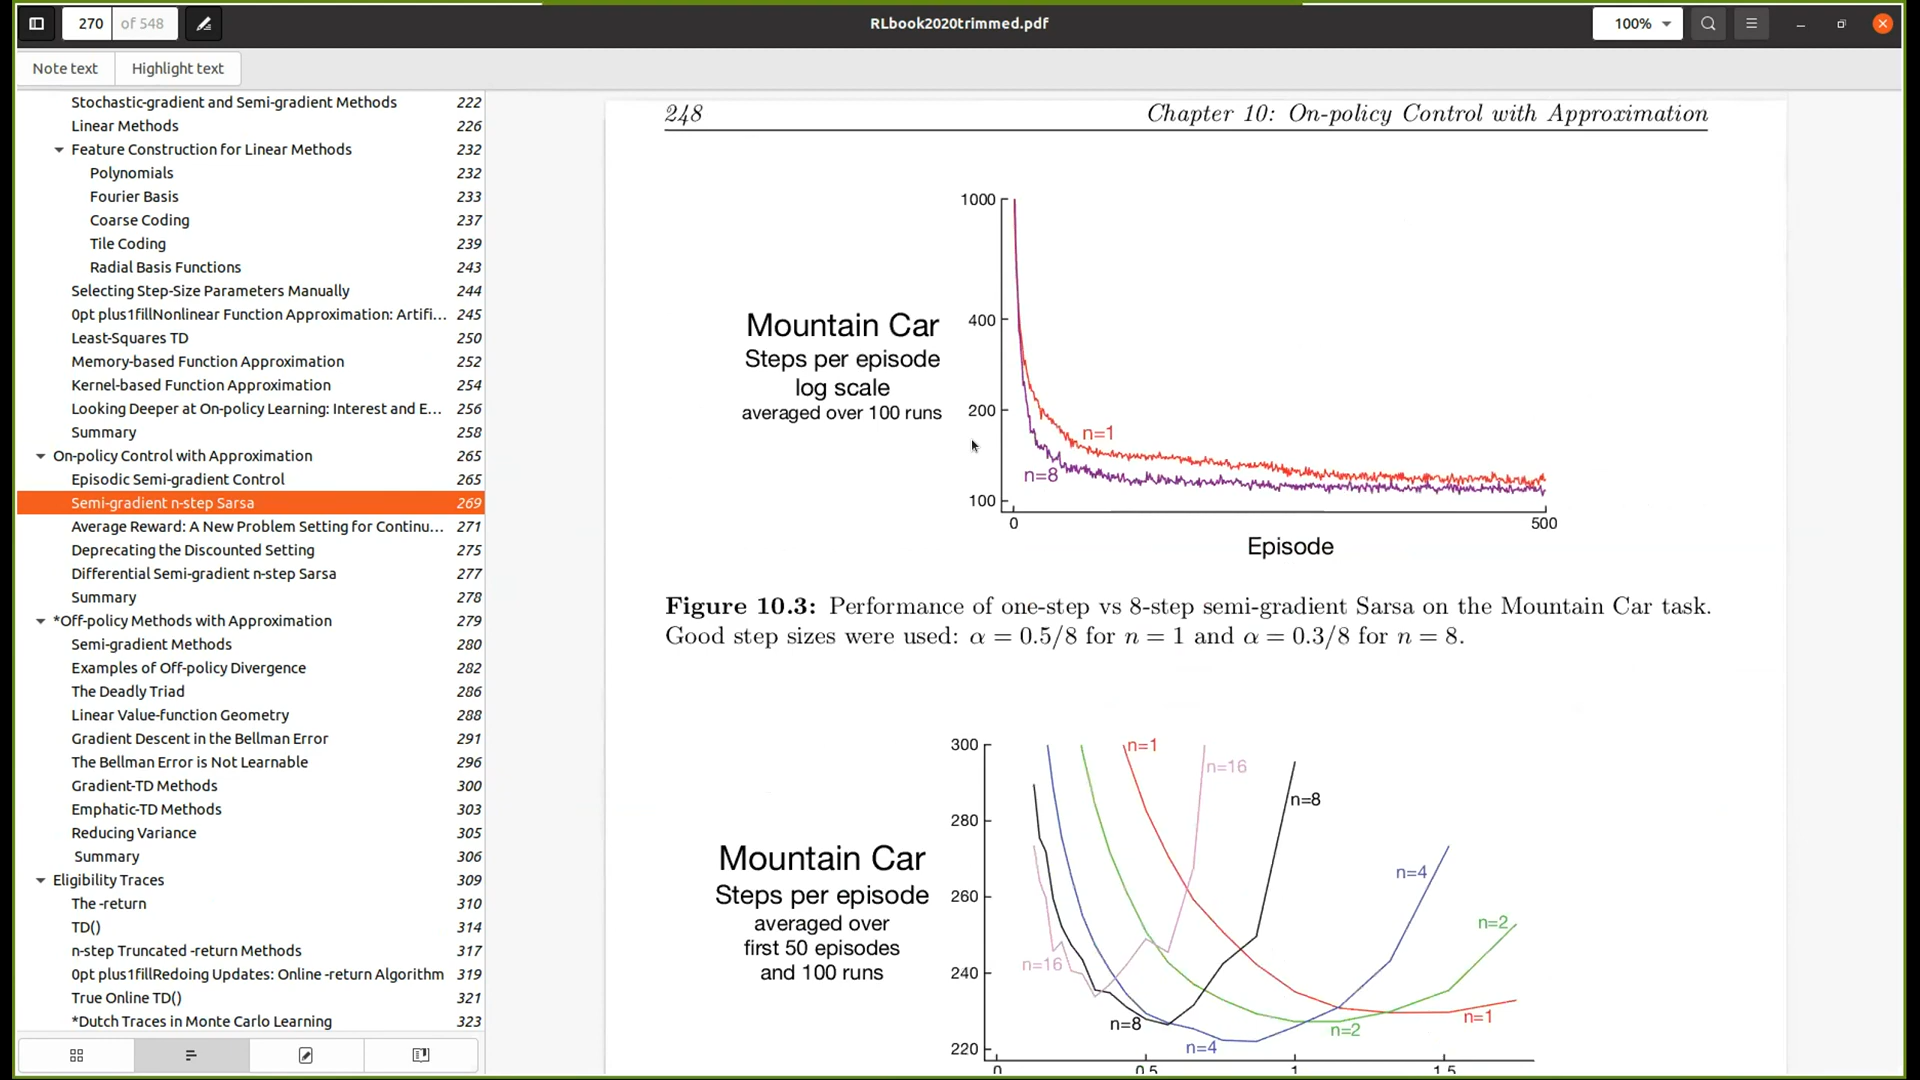 270 of 548
RLbook2020trimmed.pdf
100%
Note text
Highlight text
Stochastic-gradient and Semi-gradient Methods 222
Linear Methods 226
Feature Construction for Linear Methods 232
Polynomials 232
Fourier Basis 233
Coarse Coding 237
Tile Coding 239
Radial Basis Functions 243
Selecting Step-Size Parameters Manually 244
0pt plus1fillNonlinear Function Approximation: Artifi... 245
Least-Squares TD 250
Memory-based Function Approximation 252
Kernel-based Function Approximation 254
Looking Deeper at On-policy Learning: Interest and E... 256
Summary 258
On-policy Control with Approximation 265
Episodic Semi-gradient Control 265
Semi-gradient n-step Sarsa 269
Average Reward: A New Problem Setting for Continu... 271
Deprecating the Discounted Setting 275
Differential Semi-gradient n-step Sarsa 277
Summary 278
*Off-policy Methods with Approximation 279
Semi-gradient Methods 280
Examples of Off-policy Divergence 282
The Deadly Triad 286
Linear Value-function Geometry 288
Gradient Descent in the Bellman Error 291
The Bellman Error is Not Learnable 296
Gradient-TD Methods 300
Emphatic-TD Methods 303
Reducing Variance 305
Summary 306
Eligibility Traces 309
The -return 310
TD() 314
n-step Truncated -return Methods 317
0pt plus1fillRedoing Updates: Online -return Algorithm 319
True Online TD() 321
*Dutch Traces in Monte Carlo Learning 323
248 Chapter 10: On-policy Control with Approximation
1000
400
200
100
Mountain Car
Steps per episode
log scale
averaged over 100 runs
n=1
n=8
0 500
Episode
Figure 10.3: Performance of one-step vs 8-step semi-gradient Sarsa on the Mountain Car task.
Good step sizes were used: α = 0.5/8 for n = 1 and α = 0.3/8 for n = 8.
300
280
260
240
220
Mountain Car
Steps per episode
averaged over
first 50 episodes
and 100 runs
n=1
n=16
n=8
n=4
n=2
n=16
n=8
n=1
n=2
n=4
0 0.5 1 1.5